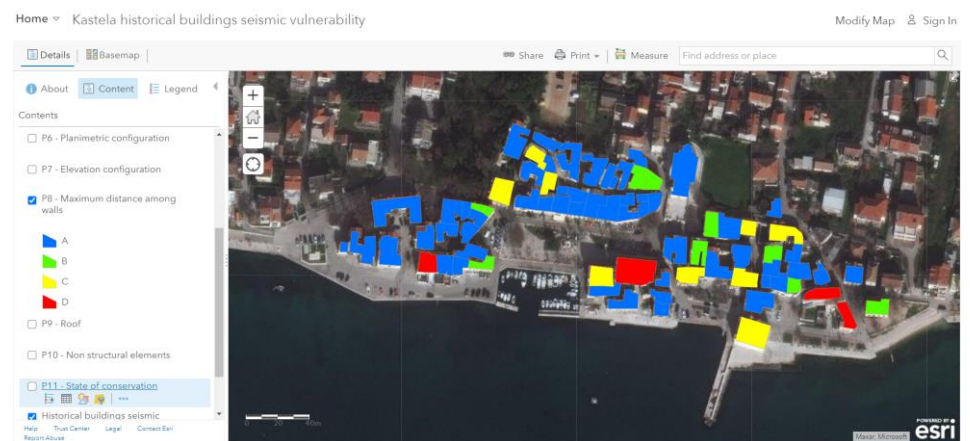 Home Kastela historical buildings seismic vulnerability
Modify Map Sign In
Details Basemap
Share Print Measure Find address or place
About Content Legend
Contents
P6 - Planimetric configuration
P7 - Elevation configuration
P8 - Maximum distance among
walls
A
B
C
D
P9 - Roof
P10 - Non structural elements
P11 - State of conservation
Historical buildings seismic
Help Trust Center Legal Contact Esri
Report Abuse
0 20 40m
Maxar, Microsoft
POWERED BY
esri